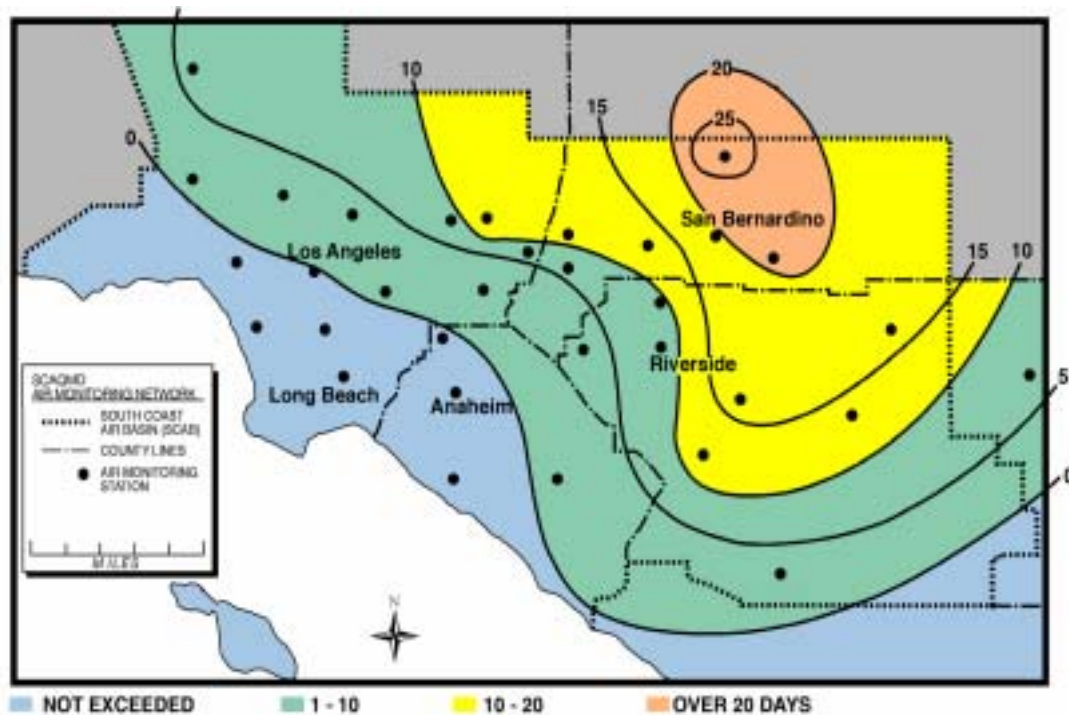 10
20
15
25
0
San Bernardino
Los Angeles
15
10
Riverside
5
Long Beach
Anaheim
SCAQMD
AIR MONITORING NETWORK
SOUTH COAST
AIR BASIN (SCAB)
COUNTY LINES
AIR MONITORING
STATION
MILES
N
0
NOT EXCEEDED
1 - 10
10 - 20
OVER 20 DAYS